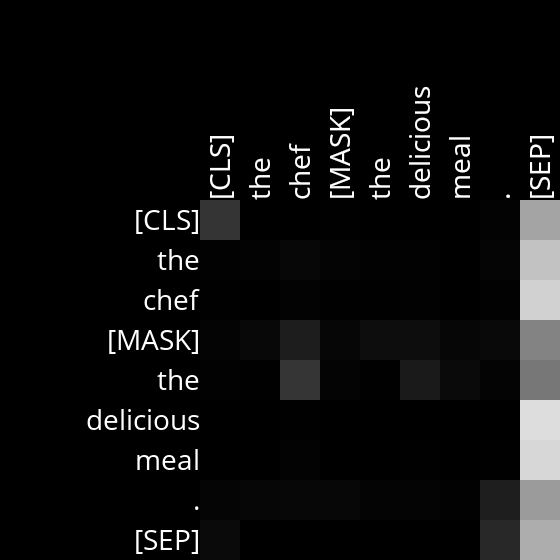 [CLS] the chef [MASK] the delicious meal . [SEP]
[CLS]
the
chef
[MASK]
the
delicious
meal
.
[SEP]